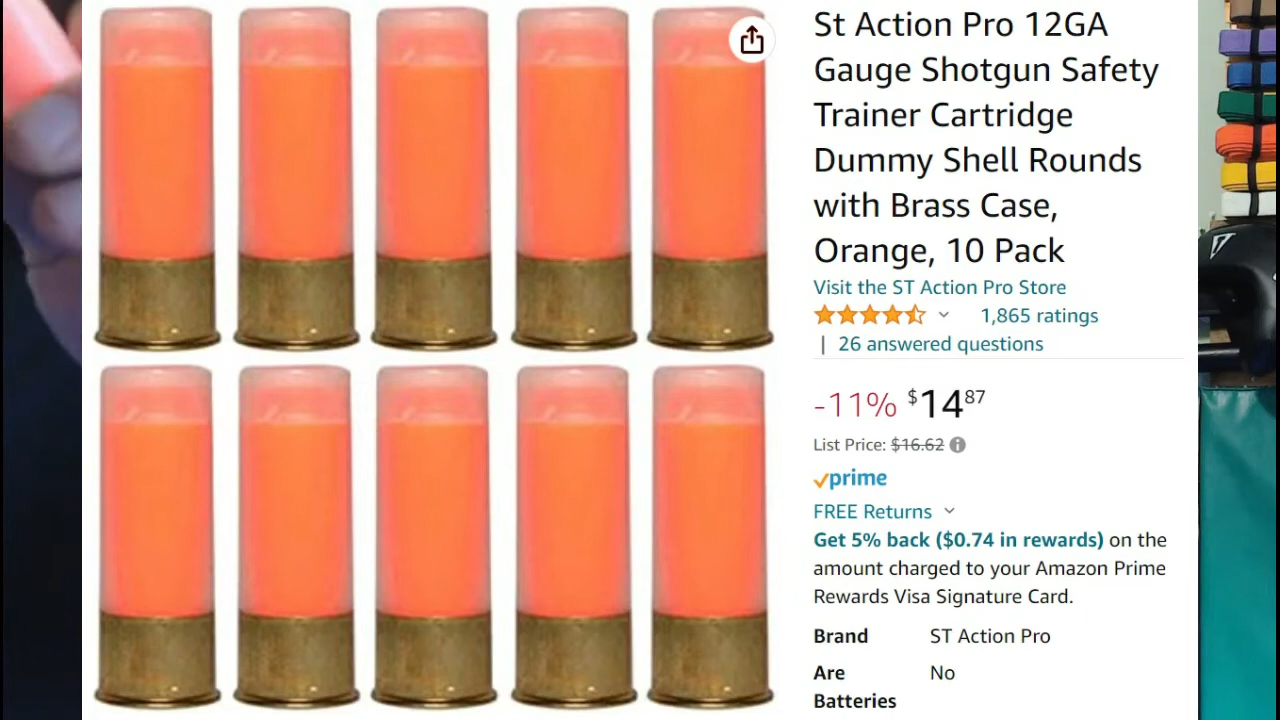 St Action Pro 12GA
Gauge Shotgun Safety
Trainer Cartridge
Dummy Shell Rounds
with Brass Case,
Orange, 10 Pack
Visit the ST Action Pro Store
1,865 ratings
| 26 answered questions
-11% $14 87
List Price: $16.62
prime
FREE Returns
Get 5% back ($0.74 in rewards) on the
amount charged to your Amazon Prime
Rewards Visa Signature Card.
Brand ST Action Pro
Are No
Batteries